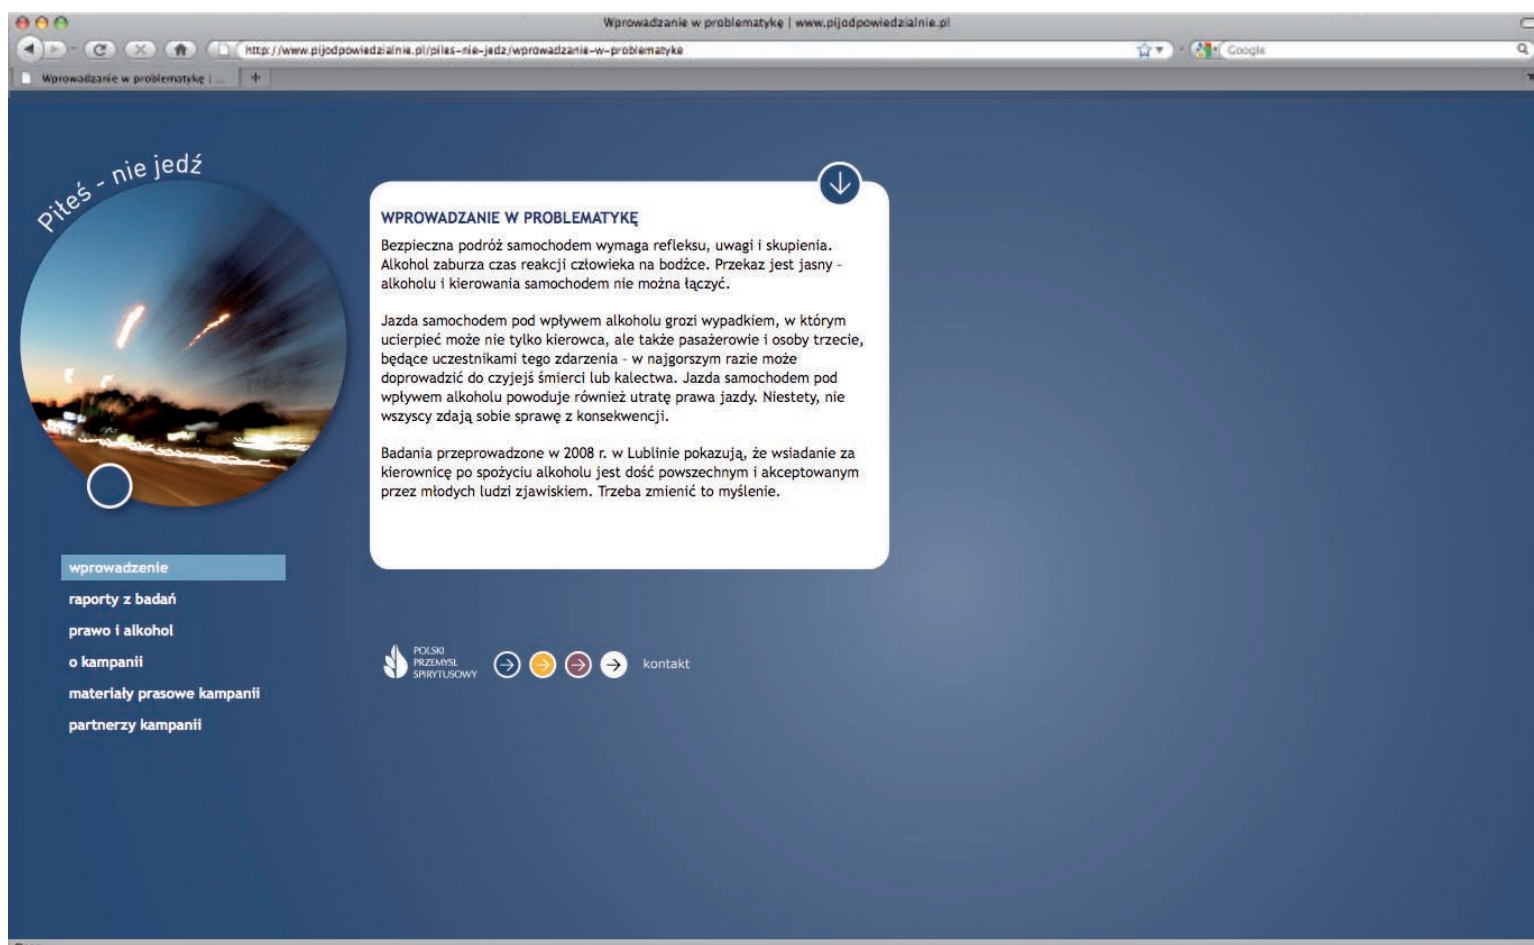 Wprowadzanie w problematykę | www.pijodpowiedzialnie.pl
http://www.pijodpowiedzialnie.pl/piles-nie-jedz/wprowadzanie-w-problematyke
Google
Wprowadzanie w problematykę | ...
+
Piłeś - nie jedź
WPROWADZANIE W PROBLEMATYKĘ
Bezpieczna podróż samochodem wymaga refleksu, uwagi i skupienia.
Alkohol zaburza czas reakcji człowieka na bodźce. Przekaz jest jasny -
alkoholu i kierowania samochodem nie można łączyć.
Jazda samochodem pod wpływem alkoholu grozi wypadkiem, w którym
ucierpieć może nie tylko kierowca, ale także pasażerowie i osoby trzecie,
będące uczestnikami tego zdarzenia - w najgorszym razie może
doprowadzić do czyjejś śmierci lub kalectwa. Jazda samochodem pod
wpływem alkoholu powoduje również utratę prawa jazdy. Niestety, nie
wszyscy zdają sobie sprawę z konsekwencji.
Badania przeprowadzone w 2008 r. w Lublinie pokazują, że wsiadanie za
kierownicę po spożyciu alkoholu jest dość powszechnym i akceptowanym
przez młodych ludzi zjawiskiem. Trzeba zmienić to myślenie.
wprowadzenie
raporty z badań
prawo i alkohol
o kampanii
materiały prasowe kampanii
partnerzy kampanii
POLSKI
PRZEMYSŁ
SPIRYTUSOWY
kontakt